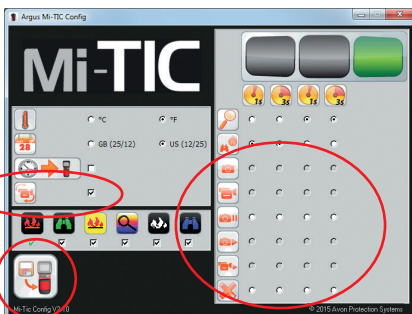 Argus Mi-TIC Config
Mi-TIC
1s 3s 1s 3s
°C °F
28 GB (25/12) US (12/25)
Mi-Tic Config V2.10
© 2015 Avon Protection Systems